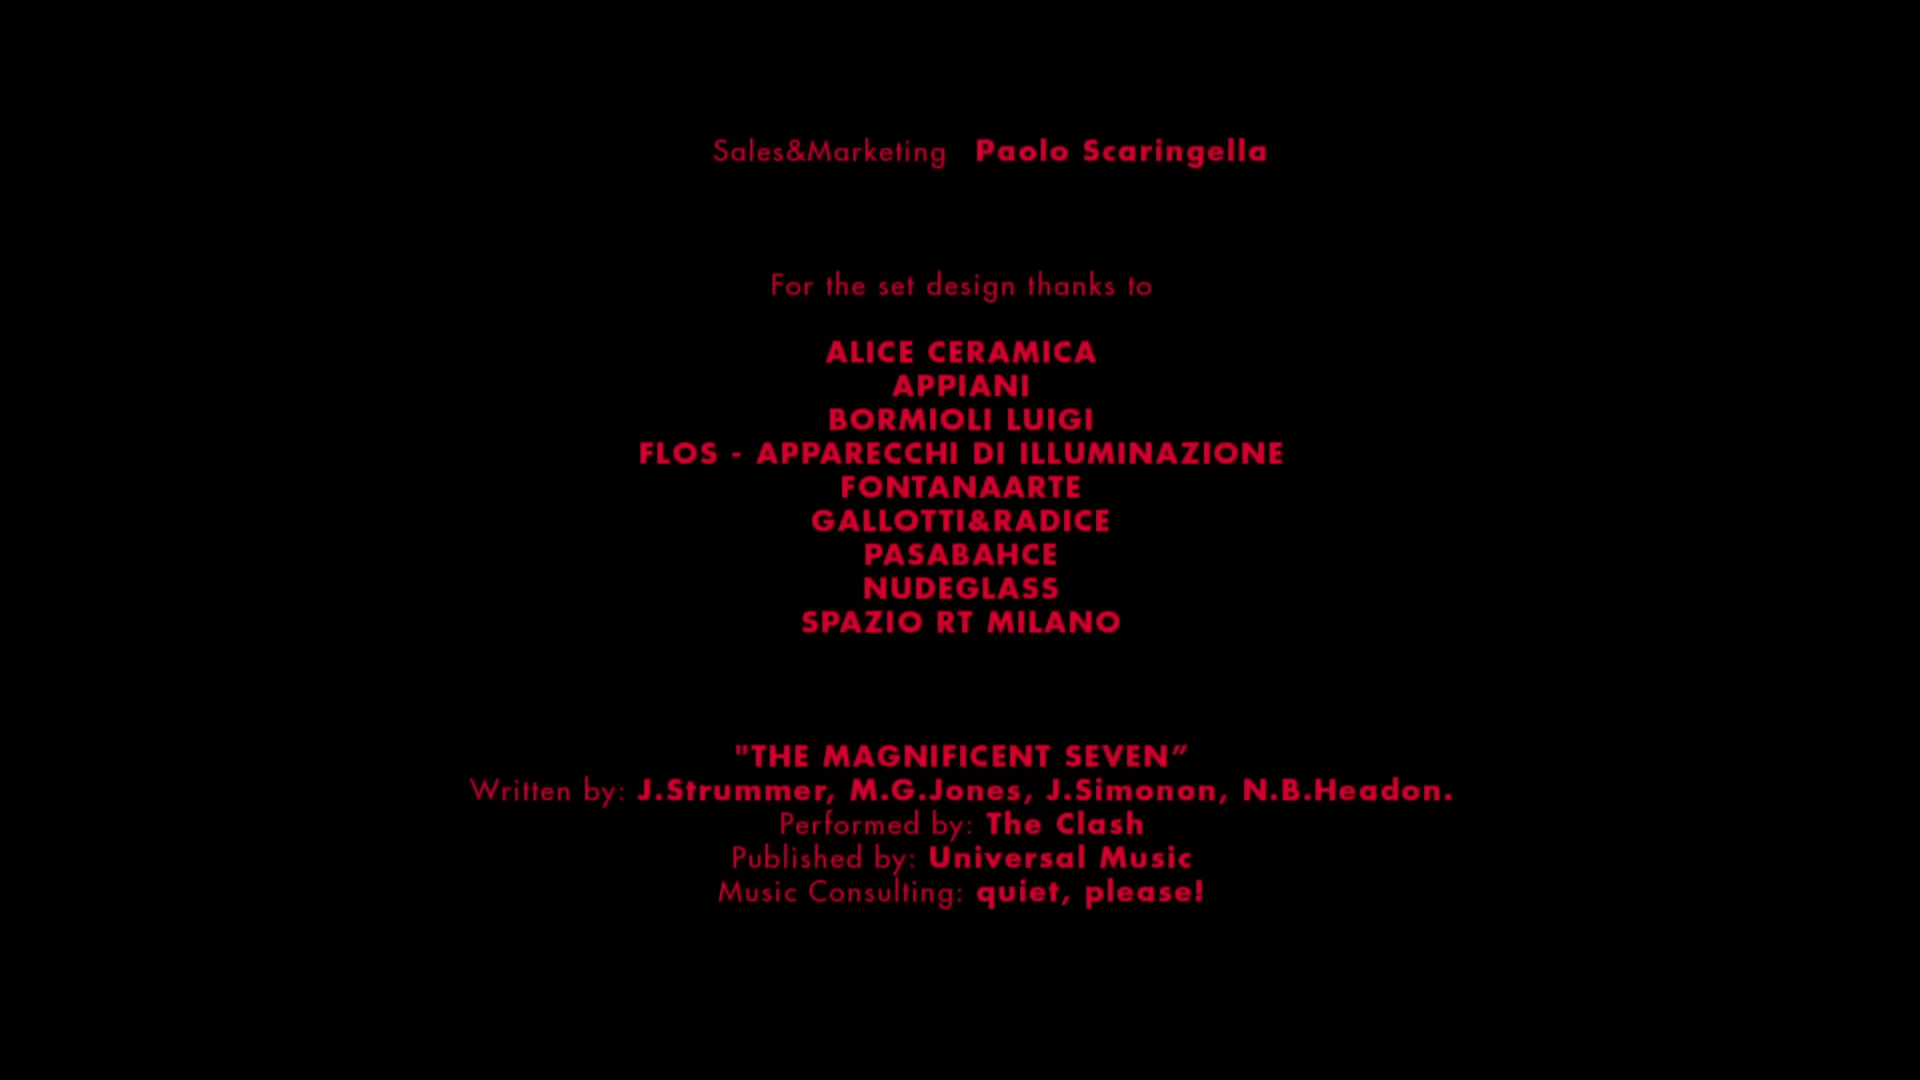 Sales&Marketing Paolo Scaringella
For the set design thanks to
ALICE CERAMICA
APPIANI
BORMIOLI LUIGI
FLOS - APPARECCHI DI ILLUMINAZIONE
FONTANAARTE
GALLOTTI&RADICE
PASABAHCE
NUDEGLASS
SPAZIO RT MILANO
"THE MAGNIFICENT SEVEN”
Written by: J.Strummer, M.G.Jones, J.Simonon, N.B.Headon.
Performed by: The Clash
Published by: Universal Music
Music Consulting: quiet, please!